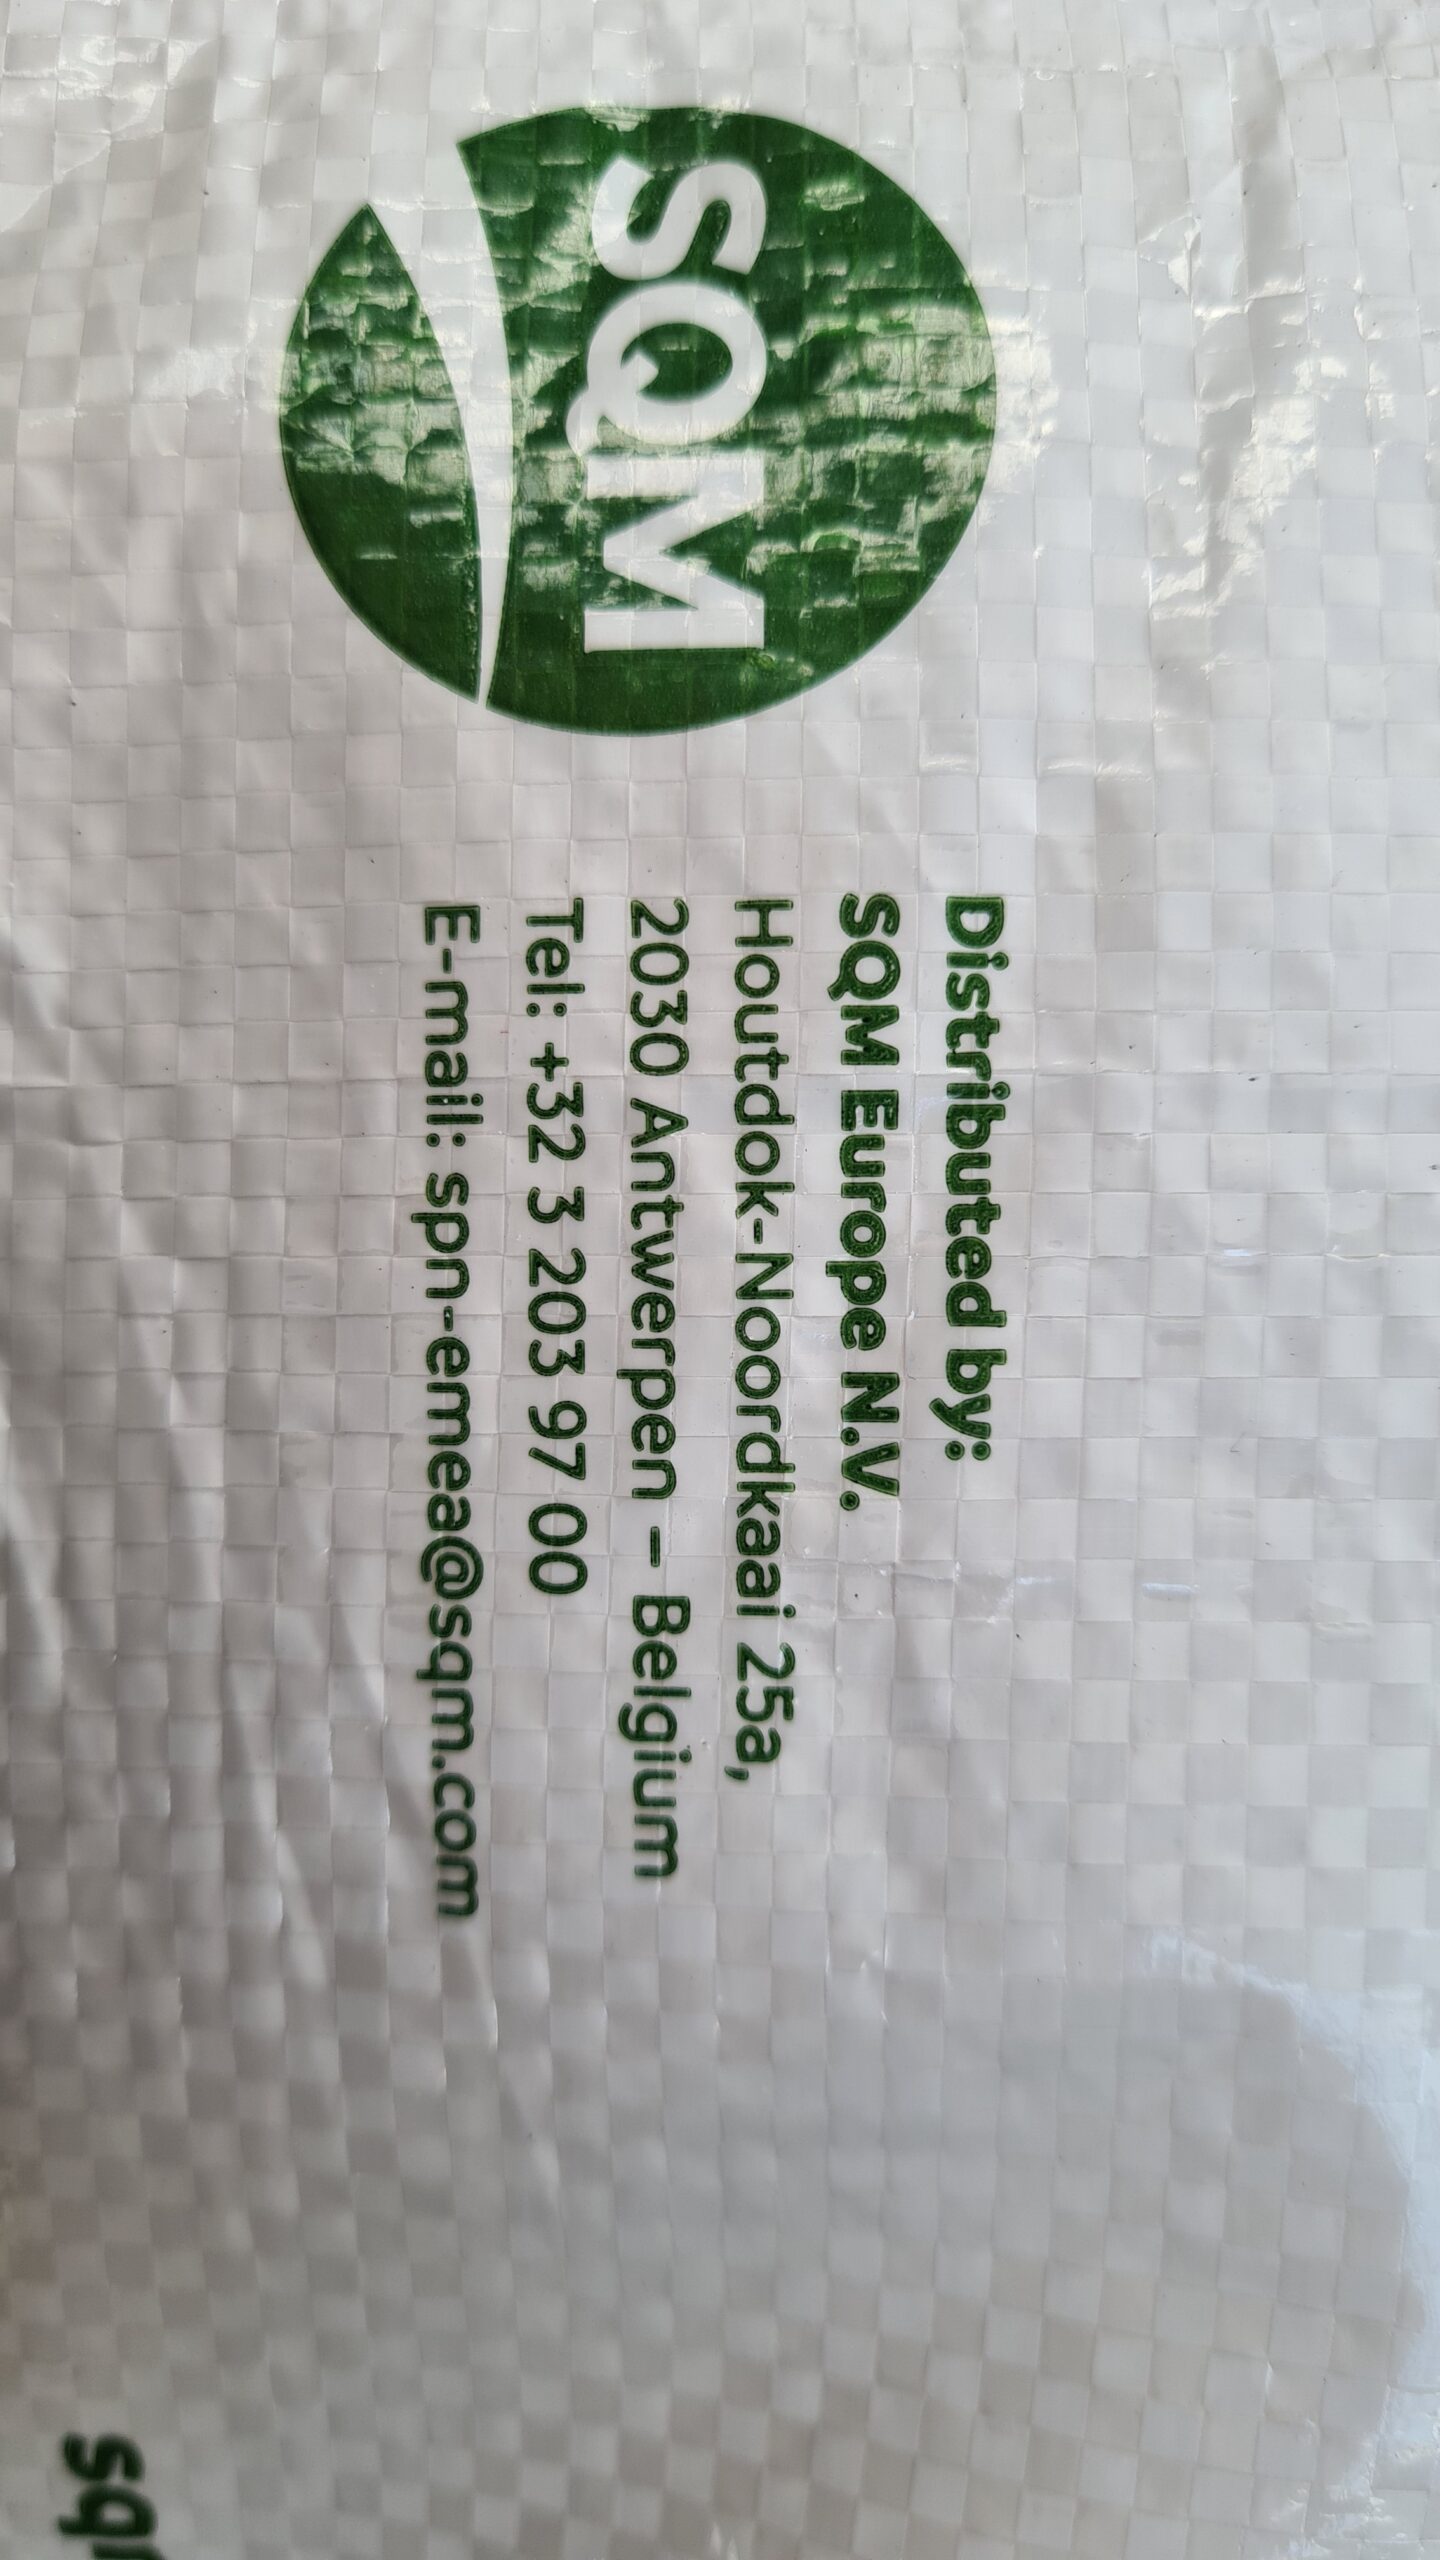 SQM
Distributed by:
SQM Europe N.V.
Houtdok-Noordkaai 25a,
2030 Antwerpen – Belgium
Tel: +32 3 203 97 00
E-mail: spn-emea@sqm.com